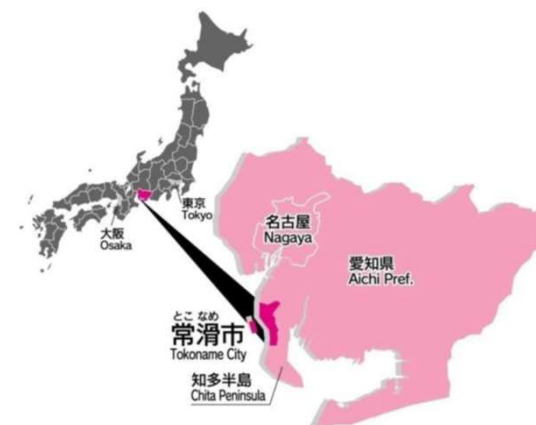 東京
Tokyo
大阪
Osaka
名古屋
Nagaya
愛知県
Aichi Pref.
とこ なめ
常滑市
Tokoname City
知多半島
Chita Peninsula